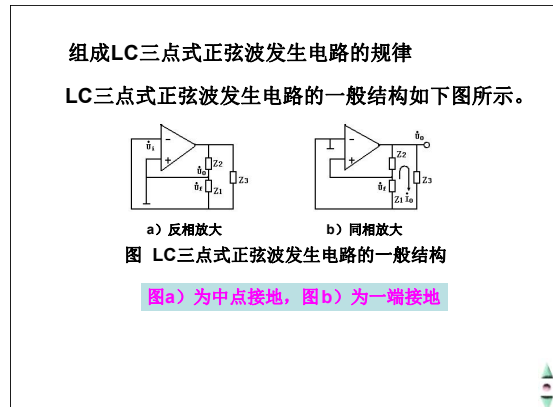 组成LC三点式正弦波发生电路的规律
LC三点式正弦波发生电路的一般结构如下图所示。
U̇i
−
+
Z2
U̇o
U̇f
Z1
Z3
U̇o
−
+
Z2
U̇f
Z1
İo
Z3
a）反相放大
b）同相放大
图 LC三点式正弦波发生电路的一般结构
图a）为中点接地，图b）为一端接地